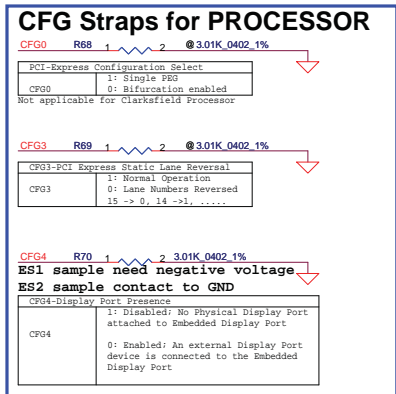 CFG Straps for PROCESSOR
CFG0 R68 1 2 @ 3.01K_0402_1%
PCI-Express Configuration Select
1: Single PEG
CFG0 0: Bifurcation enabled
Not applicable for Clarksfield Processor
CFG3 R69 1 2 @ 3.01K_0402_1%
CFG3-PCI Express Static Lane Reversal
1: Normal Operation
CFG3 0: Lane Numbers Reversed
15 -> 0, 14 ->1, .....
CFG4 R70 1 2 3.01K_0402_1%
ES1 sample need negative voltage
ES2 sample contact to GND
CFG4-Display Port Presence
1: Disabled; No Physical Display Port
attached to Embedded Display Port
CFG4
0: Enabled; An external Display Port
device is connected to the Embedded
Display Port